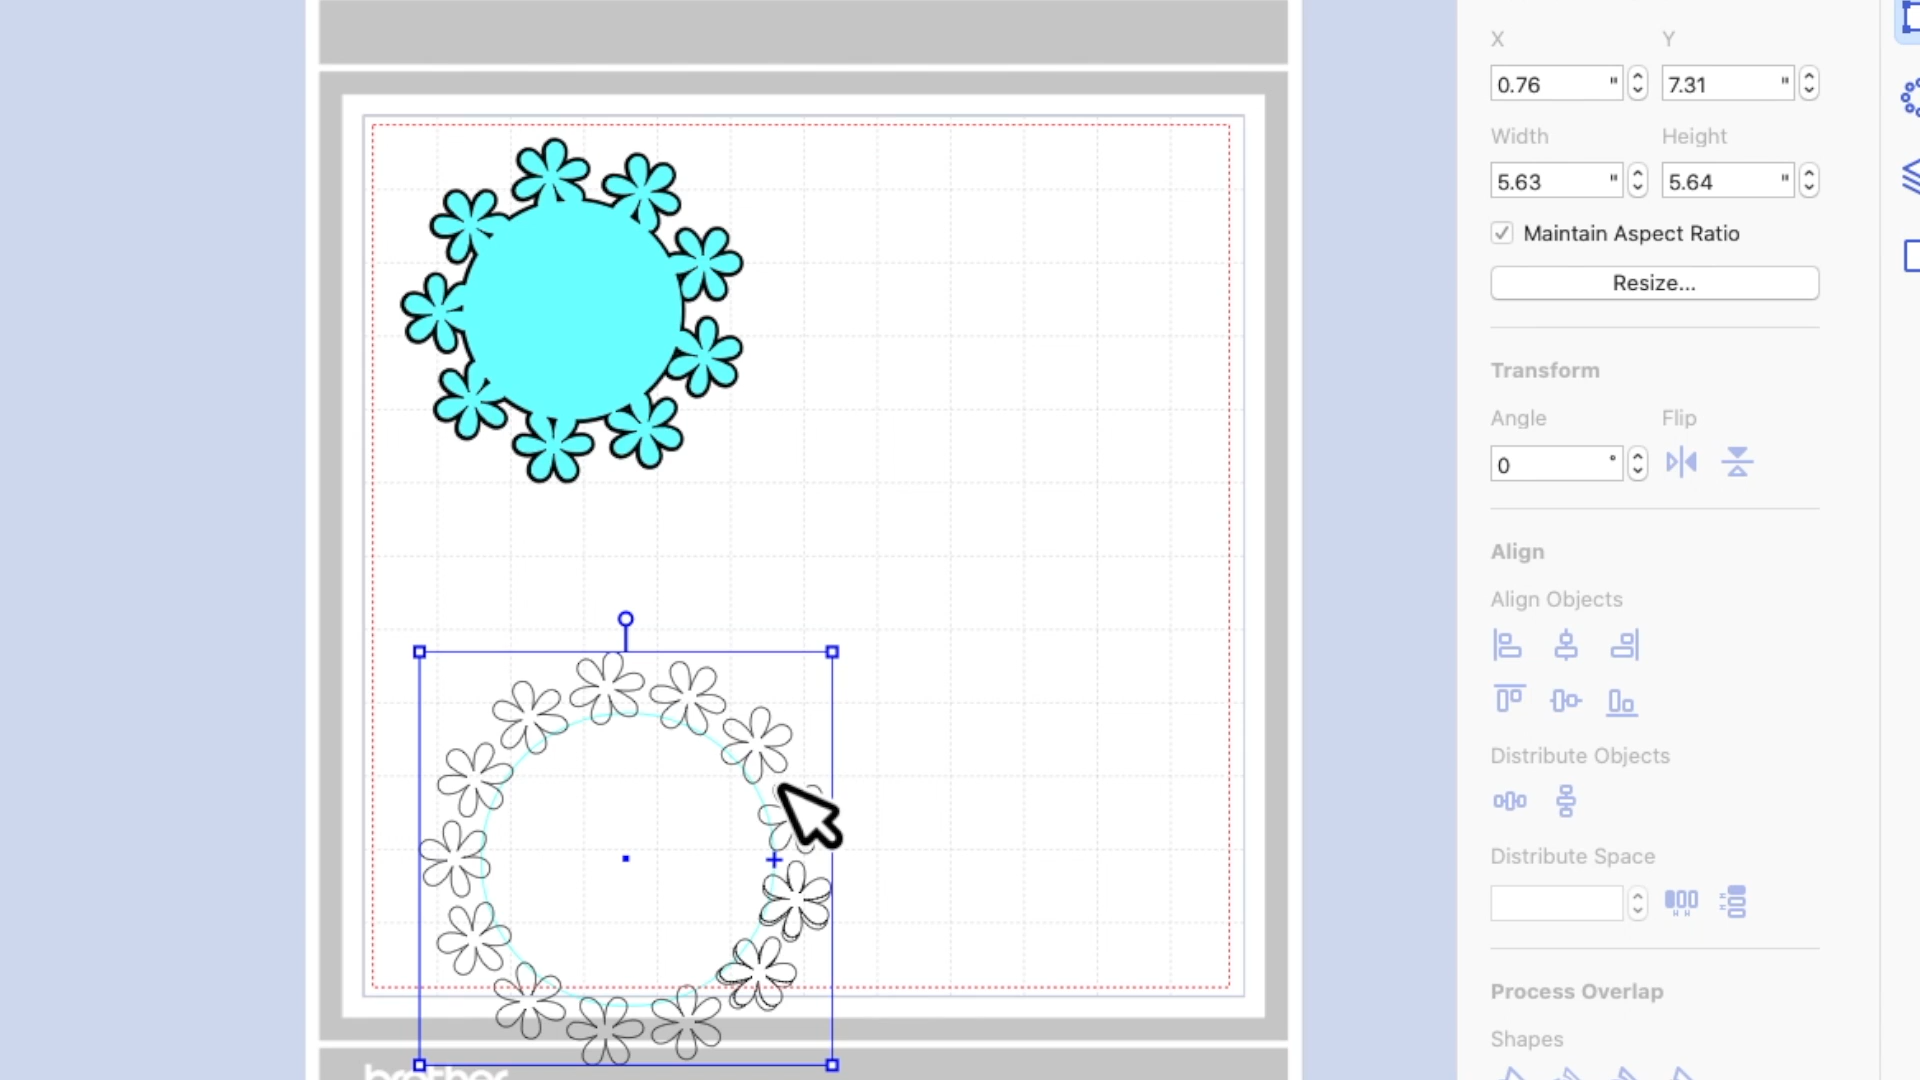 X Y
0.76 " 7.31 "
Width Height
5.63 " 5.64 "
Maintain Aspect Ratio
Resize...
Transform
Angle Flip
0 °
Align
Align Objects
Distribute Objects
Distribute Space
Process Overlap
Shapes
brother